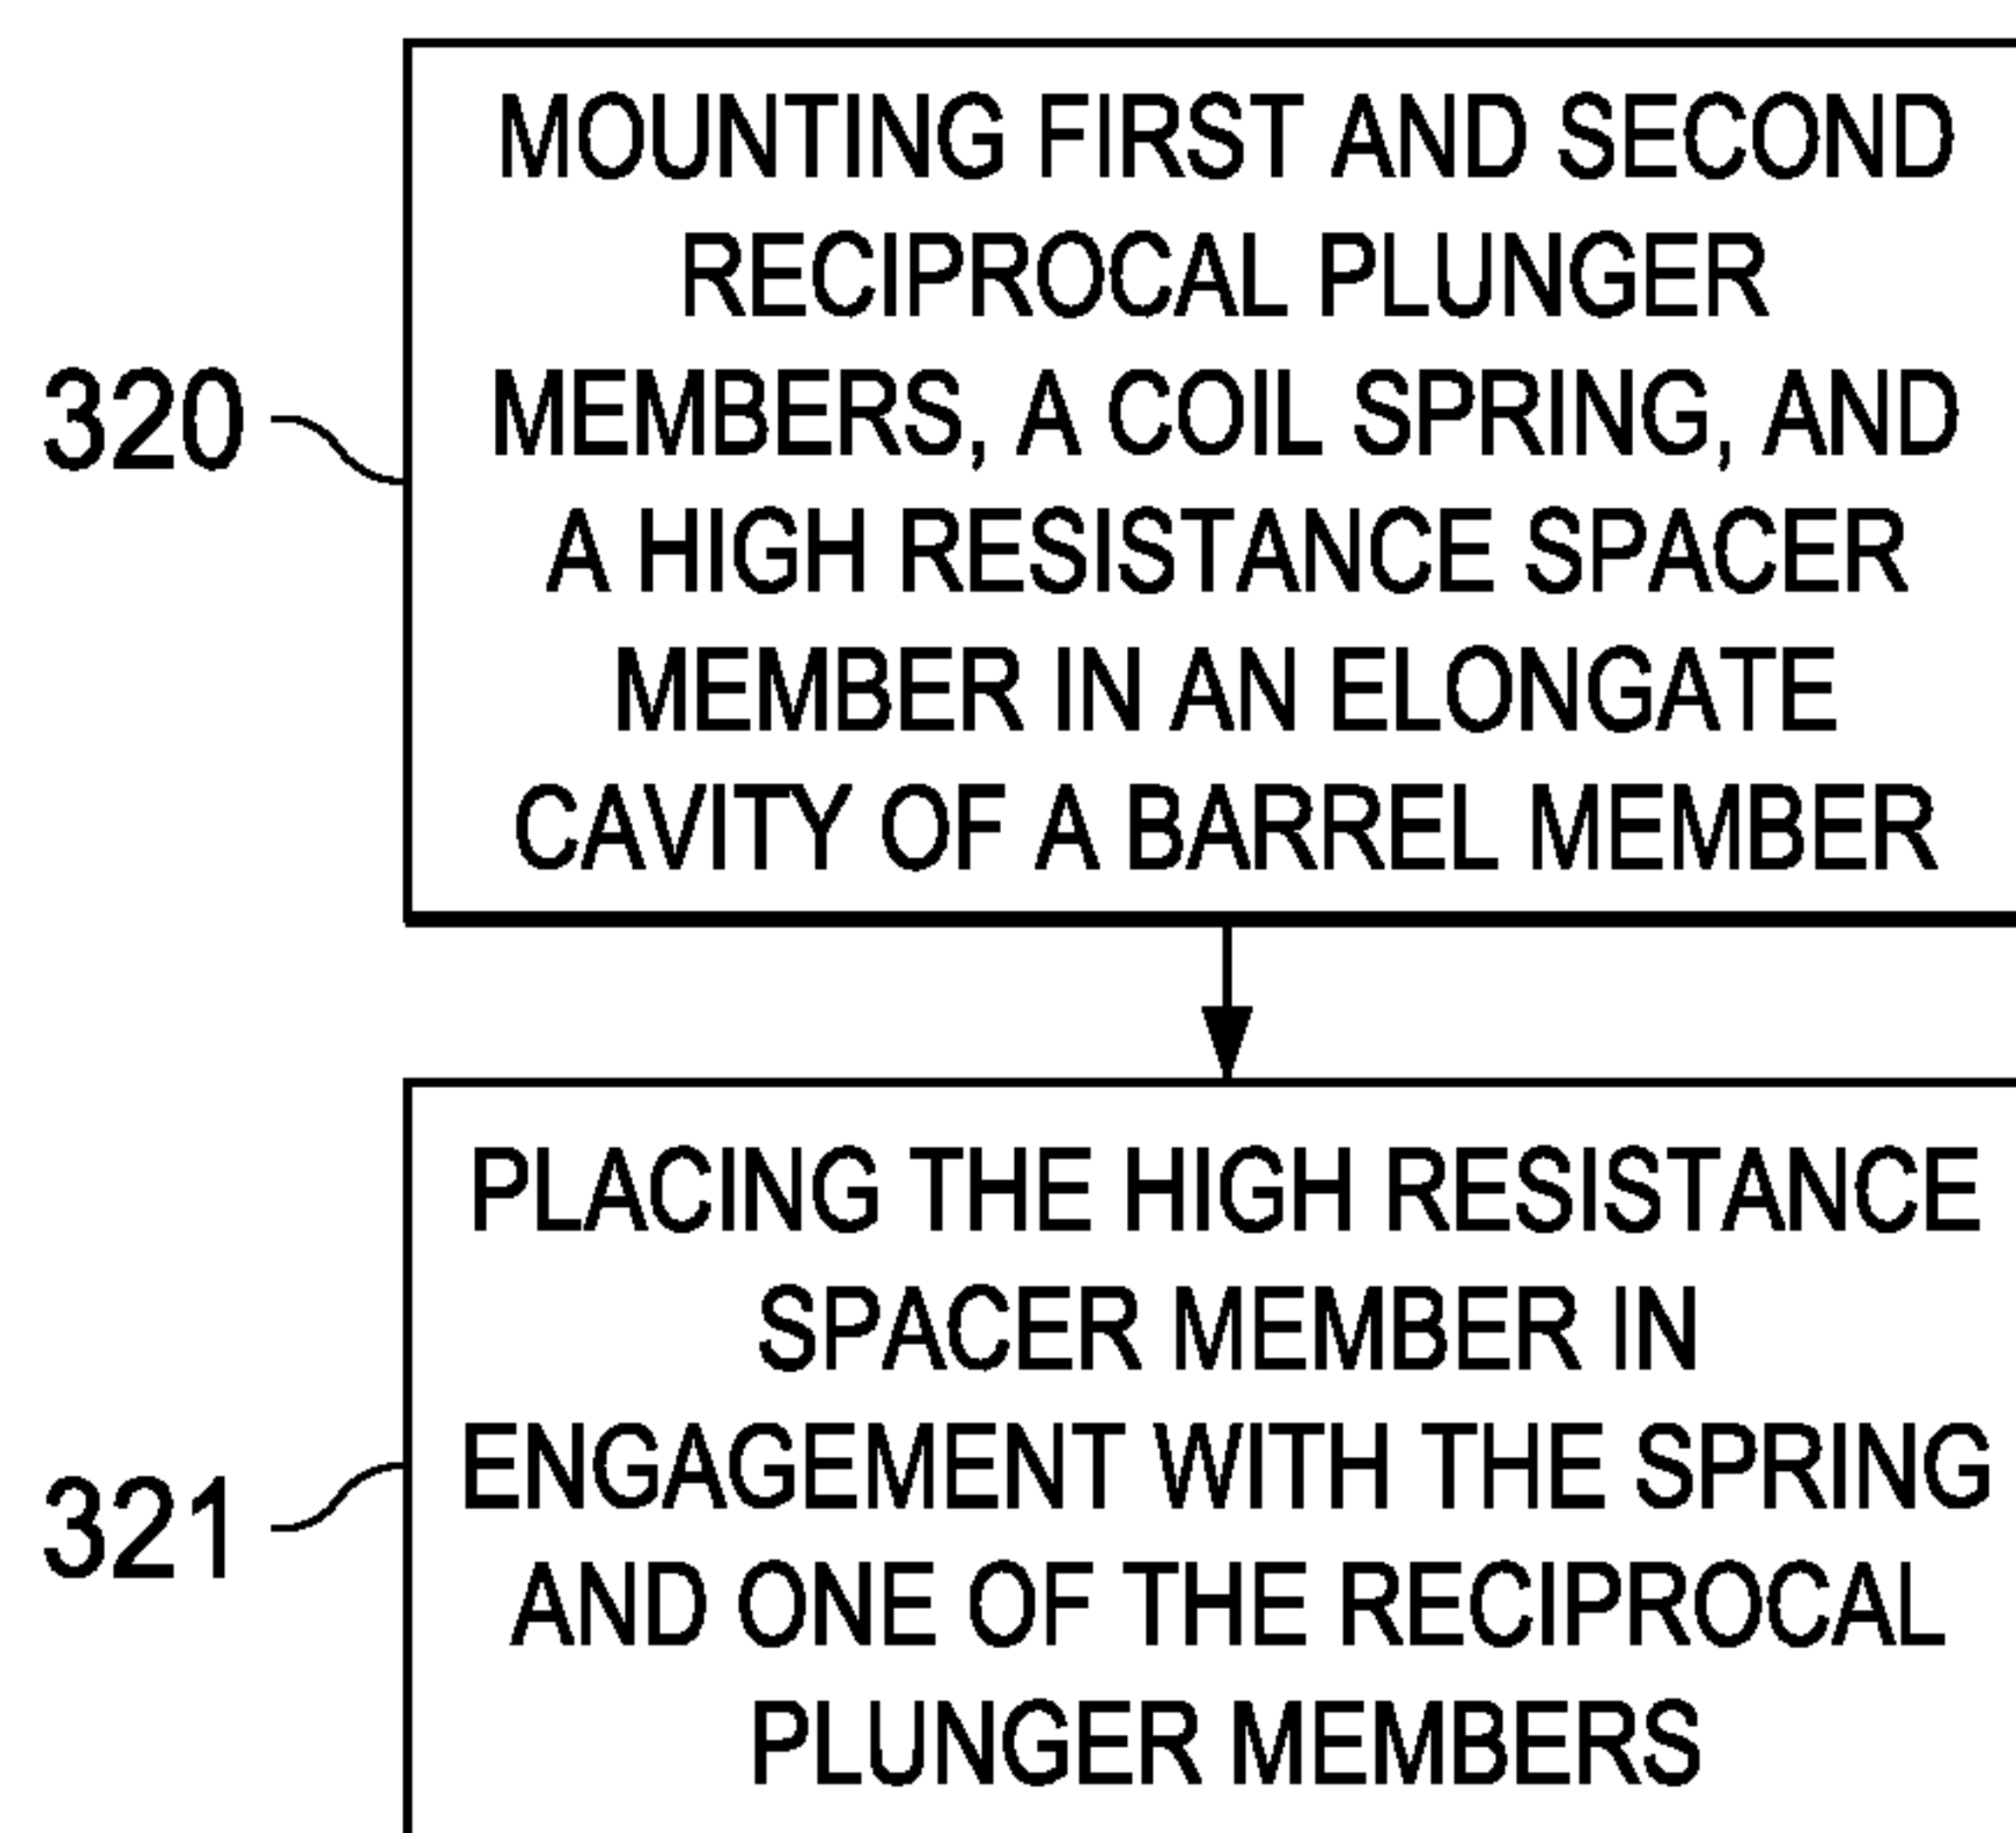 MOUNTING FIRST AND SECOND
RECIPROCAL PLUNGER
MEMBERS, A COIL SPRING, AND
A HIGH RESISTANCE SPACER
MEMBER IN AN ELONGATE
CAVITY OF A BARREL MEMBER
320
PLACING THE HIGH RESISTANCE
SPACER MEMBER IN
ENGAGEMENT WITH THE SPRING
AND ONE OF THE RECIPROCAL
PLUNGER MEMBERS
321